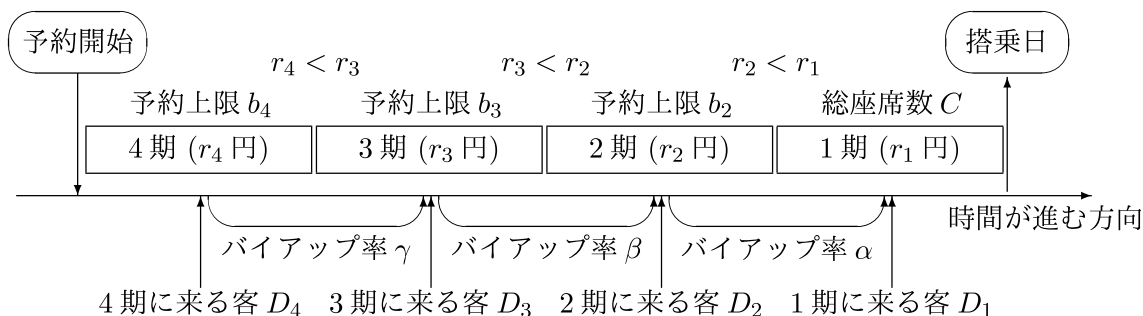 予約開始
搭乗日
r₄ < r₃ r₃ < r₂ r₂ < r₁
予約上限 b₄ 予約上限 b₃ 予約上限 b₂ 総座席数 C
4 期 (r₄ 円) 3 期 (r₃ 円) 2 期 (r₂ 円) 1 期 (r₁ 円)
時間が進む方向
バイアップ率 γ バイアップ率 β バイアップ率 α
4 期に来る客 D₄ 3 期に来る客 D₃ 2 期に来る客 D₂ 1 期に来る客 D₁